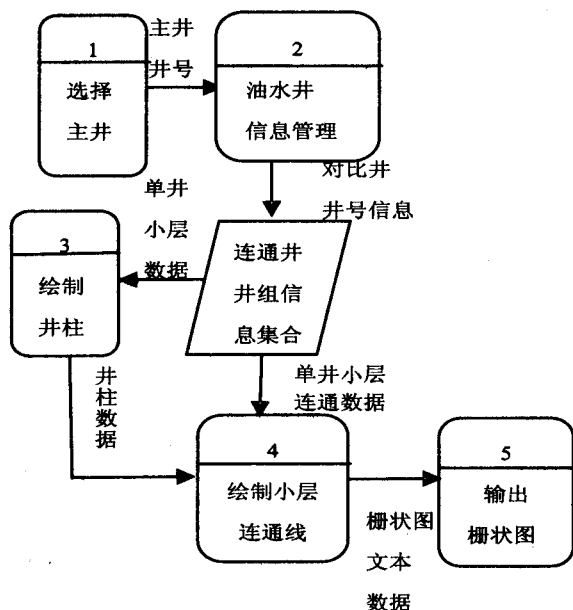 1
选择
主井
主井
井号
2
油水井
信息管理
对比井
井号信息
单井
小层
数据
连通井
井组信
息集合
3
绘制
井柱
井柱数据
单井小层
连通数据
4
绘制小层
连通线
栅状图
文本
数据
5
输出
栅状图